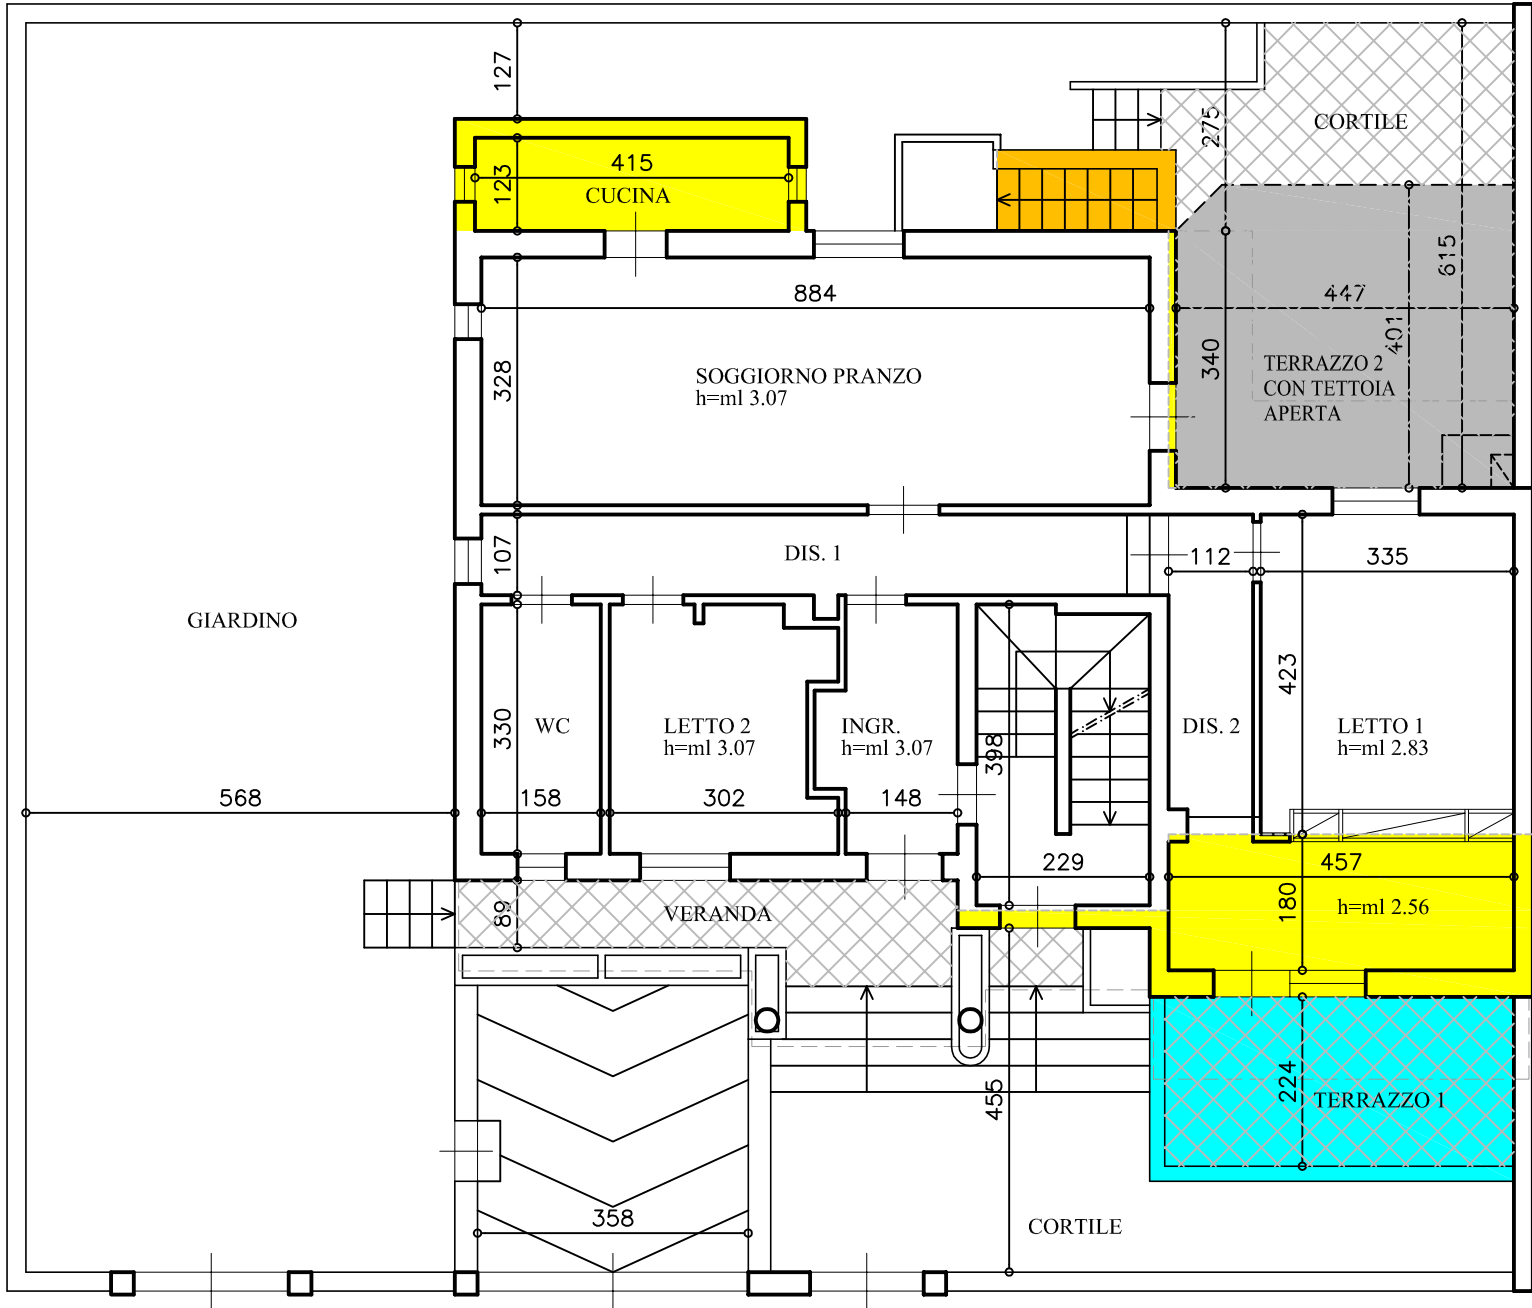 127
275
CORTILE
415
123
CUCINA
615
884
447
328
340
401
SOGGIORNO PRANZO
h=ml 3.07
TERRAZZO 2
CON TETTOIA
APERTA
107
DIS. 1
112
335
GIARDINO
423
330
WC
LETTO 2
h=ml 3.07
INGR.
h=ml 3.07
398
DIS. 2
LETTO 1
h=ml 2.83
568
158
302
148
229
457
89
VERANDA
180
h=ml 2.56
455
224
TERRAZZO 1
358
CORTILE